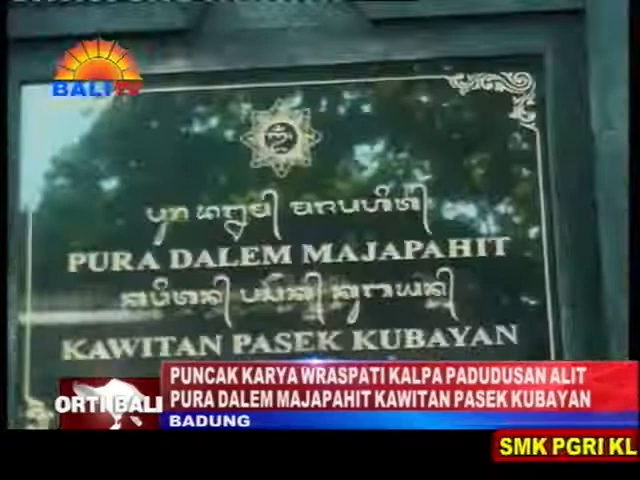 BALI TV
PURA DALEM MAJAPAHIT
KAWITAN PASEK KUBAYAN
PUNCAK KARYA WRASPATI KALPA PADUDUSAN ALIT
ORTI BALI
PURA DALEM MAJAPAHIT KAWITAN PASEK KUBAYAN
BADUNG
SMK PGRI KL